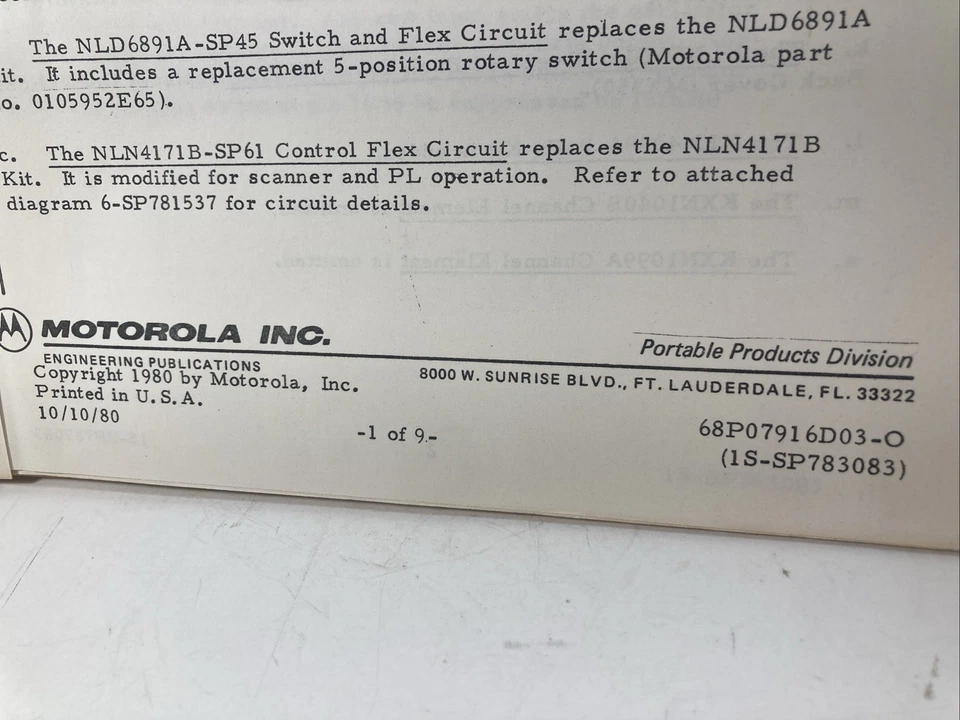 The NLD6891A-SP45 Switch and Flex Circuit replaces the NLD6891A
it. It includes a replacement 5-position rotary switch (Motorola part
o. 0105952E65).
c. The NLN4171B-SP61 Control Flex Circuit replaces the NLN4171B
Kit. It is modified for scanner and PL operation. Refer to attached
diagram 6-SP781537 for circuit details.
MOTOROLA INC.
Portable Products Division
ENGINEERING PUBLICATIONS
8000 W. SUNRISE BLVD., FT. LAUDERDALE, FL. 33322
Copyright 1980 by Motorola, Inc.
Printed in U.S.A.
10/10/80
-1 of 9-
68P07916D03-O
(1S-SP783083)